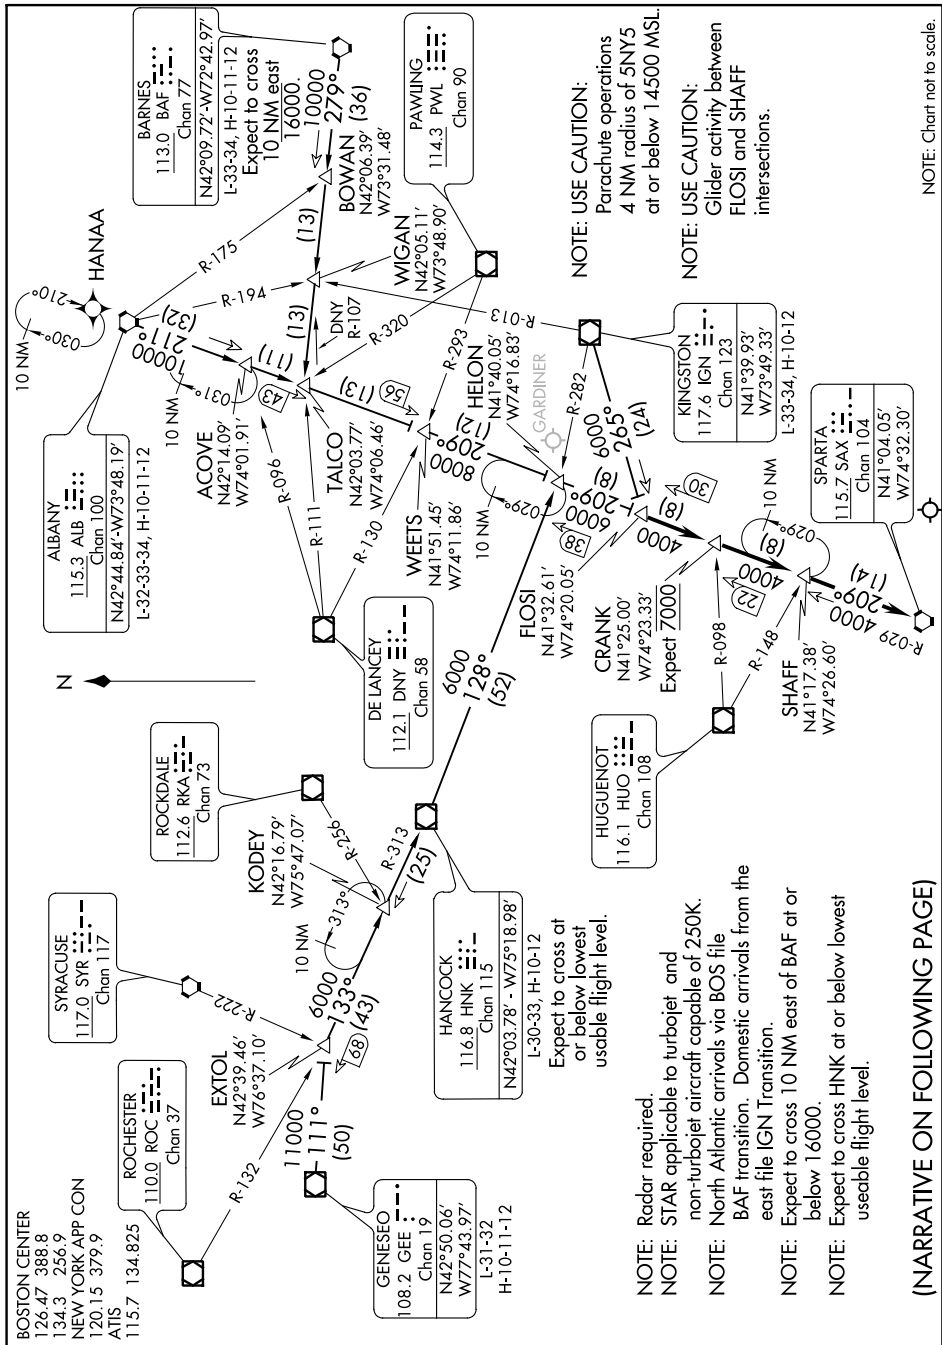 BOSTON CENTER
126.47 388.8
134.3 256.9
NEW YORK APP CON
120.15 379.9
ATIS
115.7 134.825
ROCHESTER
110.0 ROC
Chan 37
SYRACUSE
117.0 SYR
Chan 117
ROCKDALE
112.6 RKA
Chan 73
N
ALBANY
115.3 ALB
Chan 100
N42°44.84'-W73°48.19'
L-32-33-34, H-10-11-12
10 NM
210°
030°
HANAA
BARNES
113.0 BAF
Chan 77
N42°09.72'-W72°42.97'
L-33-34, H-10-11-12
Expect to cross
10 NM east
16000.
10000
279°
(36)
R-132
R-222
EXTOL
N42°39.46'
W76°37.10'
11000
111°
(50)
68
GENESEO
108.2 GEE
Chan 19
N42°50.06'
W77°43.97'
L-31-32
H-10-11-12
10 NM
313°
6000
133°
(43)
KODEY
N42°16.79'
W75°47.07'
R-256
R-313
(25)
HANCOCK
116.8 HNK
Chan 115
N42°03.78' - W75°18.98'
L-30-33, H-10-12
Expect to cross at
or below lowest
usable flight level.
6000
128°
(52)
DE LANCEY
112.1 DNY
Chan 58
R-096
R-111
R-130
10000
211°
(32)
10 NM
031°
ACOVE
N42°14.09'
W74°01.91'
(11)
43
TALCO
N42°03.77'
W74°06.46'
R-194
R-175
(13)
(13)
DNY
R-107
BOWAN
N42°06.39'
W73°31.48'
WIGAN
N42°05.11'
W73°48.90'
PAWLING
114.3 PWL
Chan 90
R-320
R-293
R-013
(13)
56
WEETS
N41°51.45'
W74°11.86'
8000
209°
(12)
10 NM
029°
HELON
N41°40.05'
W74°16.83'
GARDINER
R-282
38
6000
209°
(8)
6000
265°
(24)
KINGSTON
117.6 IGN
Chan 123
N41°39.93'
W73°49.33'
L-33-34, H-10-12
FLOSI
N41°32.61'
W74°20.05'
30
4000
(8)
CRANK
N41°25.00'
W74°23.33'
Expect 7000
22
4000
(8)
10 NM
029°
R-098
R-148
HUGUENOT
116.1 HUO
Chan 108
SHAFF
N41°17.38'
W74°26.60'
4000
209°
(14)
R-029
SPARTA
115.7 SAX
Chan 104
N41°04.05'
W74°32.30'
NOTE: USE CAUTION:
Parachute operations
4 NM radius of 5NY5
at or below 14500 MSL.
NOTE: USE CAUTION:
Glider activity between
FLOSI and SHAFF
intersections.
NOTE: Radar required.
NOTE: STAR applicable to turbojet and
non-turbojet aircraft capable of 250K.
NOTE: North Atlantic arrivals via BOS file
BAF transition. Domestic arrivals from the
east file IGN Transition.
NOTE: Expect to cross 10 NM east of BAF at or
below 16000.
NOTE: Expect to cross HNK at or below lowest
useable flight level.
(NARRATIVE ON FOLLOWING PAGE)
NOTE: Chart not to scale.